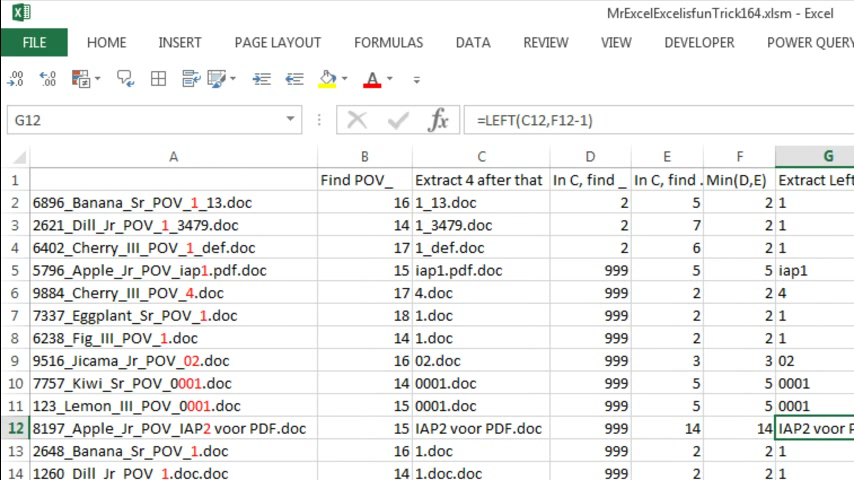 MrExcelExcelisfunTrick164.xlsm - Excel
FILE HOME INSERT PAGE LAYOUT FORMULAS DATA REVIEW VIEW DEVELOPER POWER QUERY
G12 fx =LEFT(C12,F12-1)
A B C D E F G
1 Find POV_ Extract 4 after that In C, find _ In C, find . Min(D,E) Extract Left
2 6896_Banana_Sr_POV_1_13.doc 16 1_13.doc 2 5 2 1
3 2621_Dill_Jr_POV_1_3479.doc 14 1_3479.doc 2 7 2 1
4 6402_Cherry_III_POV_1_def.doc 17 1_def.doc 2 6 2 1
5 5796_Apple_Jr_POV_iap1.pdf.doc 15 iap1.pdf.doc 999 5 5 iap1
6 9884_Cherry_III_POV_4.doc 17 4.doc 999 2 2 4
7 7337_Eggplant_Sr_POV_1.doc 18 1.doc 999 2 2 1
8 6238_Fig_III_POV_1.doc 14 1.doc 999 2 2 1
9 9516_Jicama_Jr_POV_02.doc 16 02.doc 999 3 3 02
10 7757_Kiwi_Sr_POV_0001.doc 14 0001.doc 999 5 5 0001
11 123_Lemon_III_POV_0001.doc 15 0001.doc 999 5 5 0001
12 8197_Apple_Jr_POV_IAP2 voor PDF.doc 15 IAP2 voor PDF.doc 999 14 14 IAP2 voor P
13 2648_Banana_Sr_POV_1.doc 16 1.doc 999 2 2 1
14 1260_Dill_Jr_POV_1.doc.doc 14 1.doc.doc 999 2 2 1